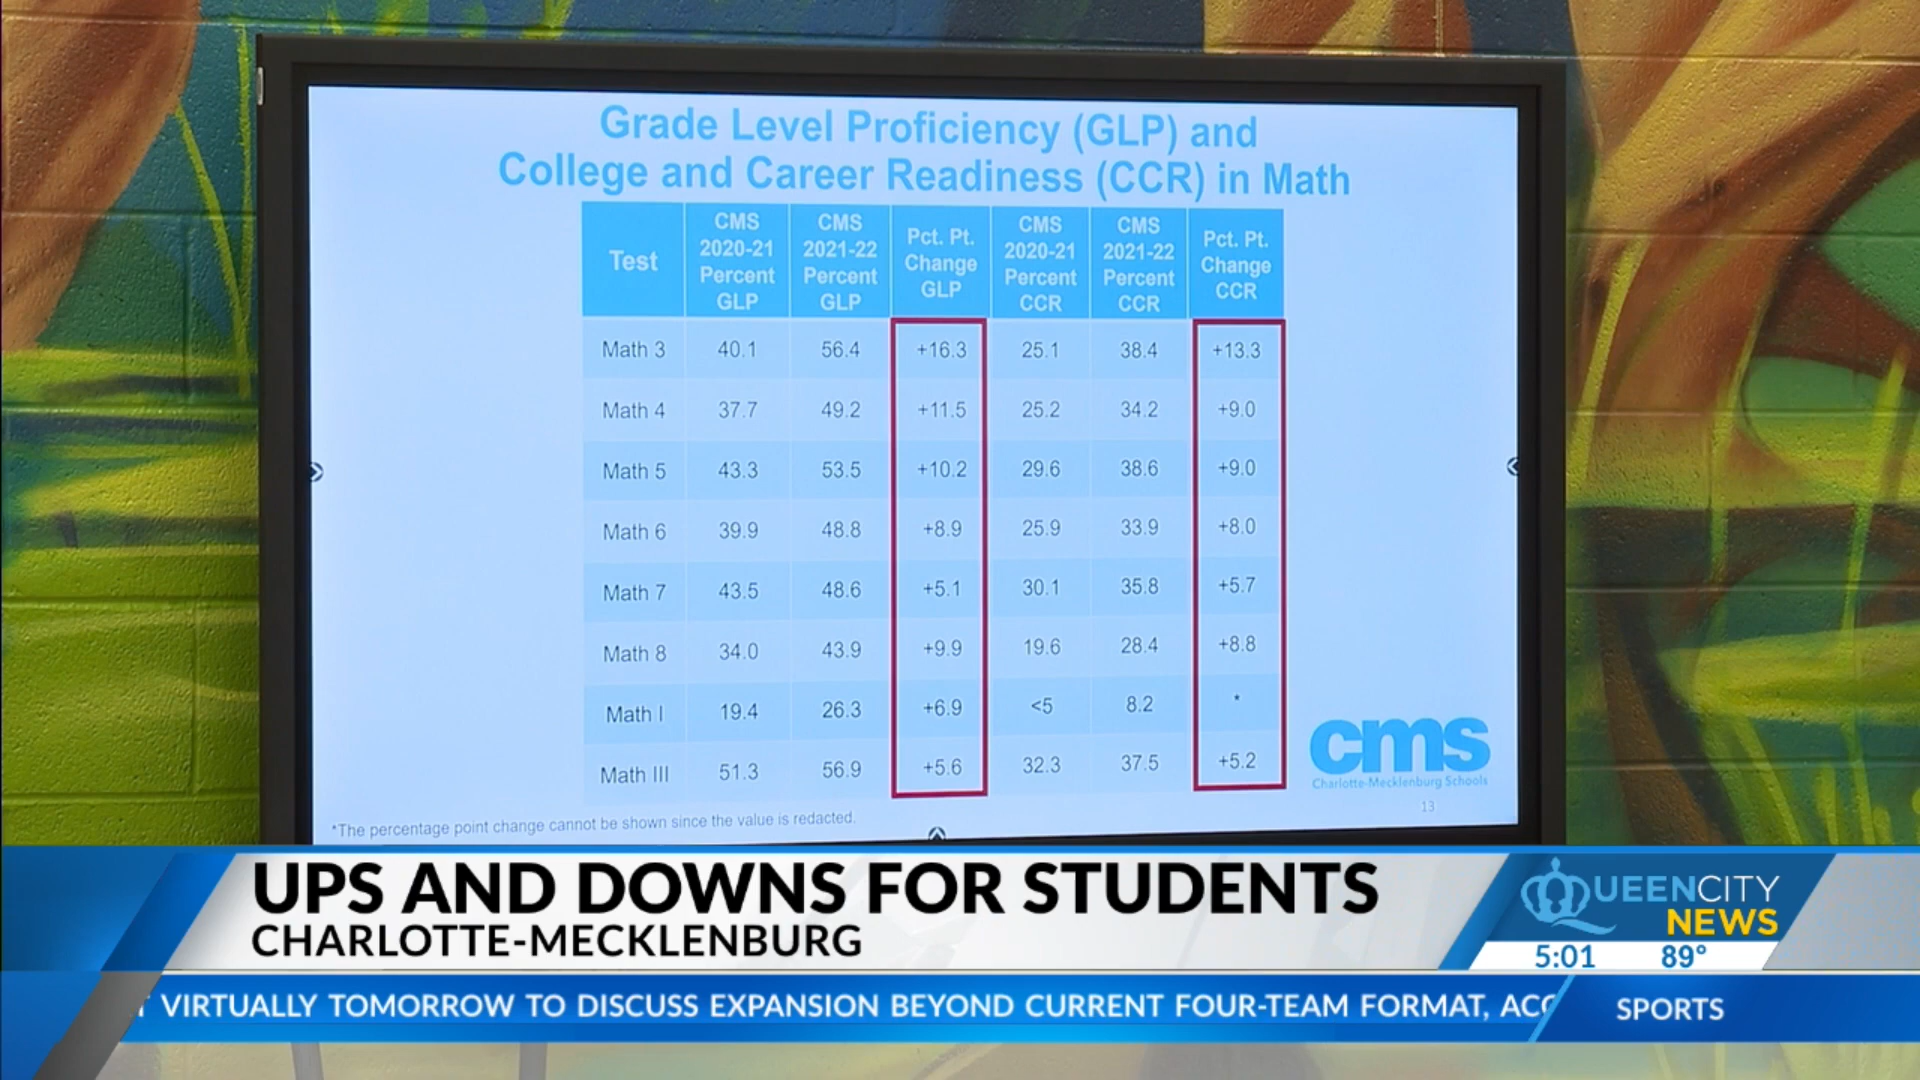 Grade Level Proficiency (GLP) and
College and Career Readiness (CCR) in Math
Test CMS 2020-21 Percent GLP CMS 2021-22 Percent GLP Pct. Pt. Change GLP CMS 2020-21 Percent CCR CMS 2021-22 Percent CCR Pct. Pt. Change CCR
Math 3 40.1 56.4 +16.3 25.1 38.4 +13.3
Math 4 37.7 49.2 +11.5 25.2 34.2 +9.0
Math 5 43.3 53.5 +10.2 29.6 38.6 +9.0
Math 6 39.9 48.8 +8.9 25.9 33.9 +8.0
Math 7 43.5 48.6 +5.1 30.1 35.8 +5.7
Math 8 34.0 43.9 +9.9 19.6 28.4 +8.8
Math I 19.4 26.3 +6.9 <5 8.2 *
Math III 51.3 56.9 +5.6 32.3 37.5 +5.2
cms
Charlotte-Mecklenburg Schools
13
*The percentage point change cannot be shown since the value is redacted.
UPS AND DOWNS FOR STUDENTS
CHARLOTTE-MECKLENBURG
QUEENCITY
NEWS
5:01 89°
VIRTUALLY TOMORROW TO DISCUSS EXPANSION BEYOND CURRENT FOUR-TEAM FORMAT,
SPORTS